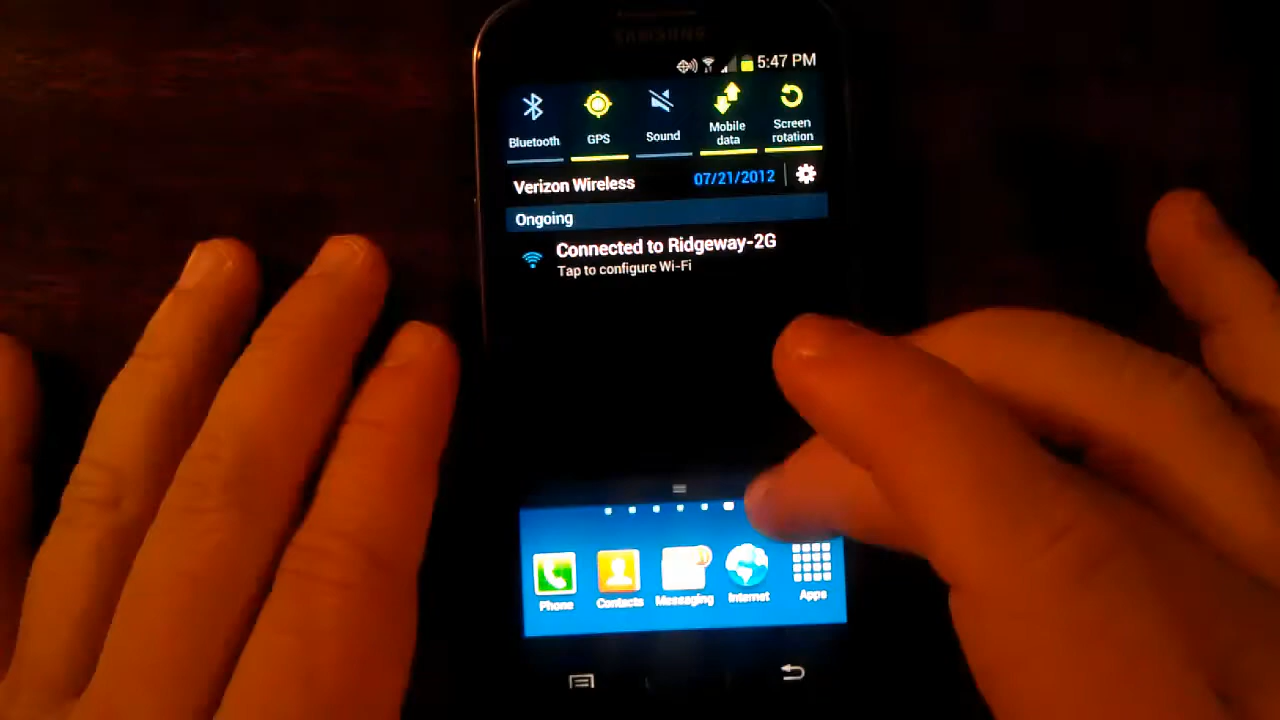 SAMSUNG
5:47 PM
Bluetooth
GPS
Sound
Mobile data
Screen rotation
Verizon Wireless
07/21/2012
Ongoing
Connected to Ridgeway-2G
Tap to configure Wi-Fi
Phone
Contacts
Messaging
Internet
Apps